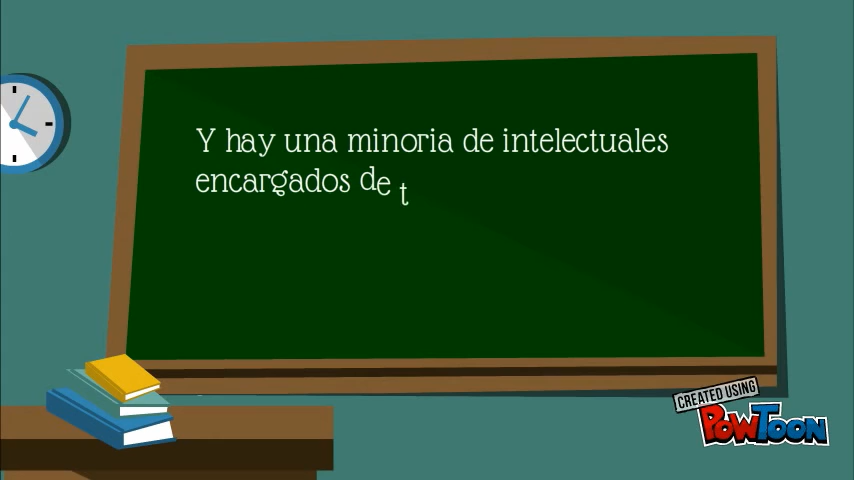 Y hay una minoria de intelectuales
encargados de t
CREATED USING
POWTOON